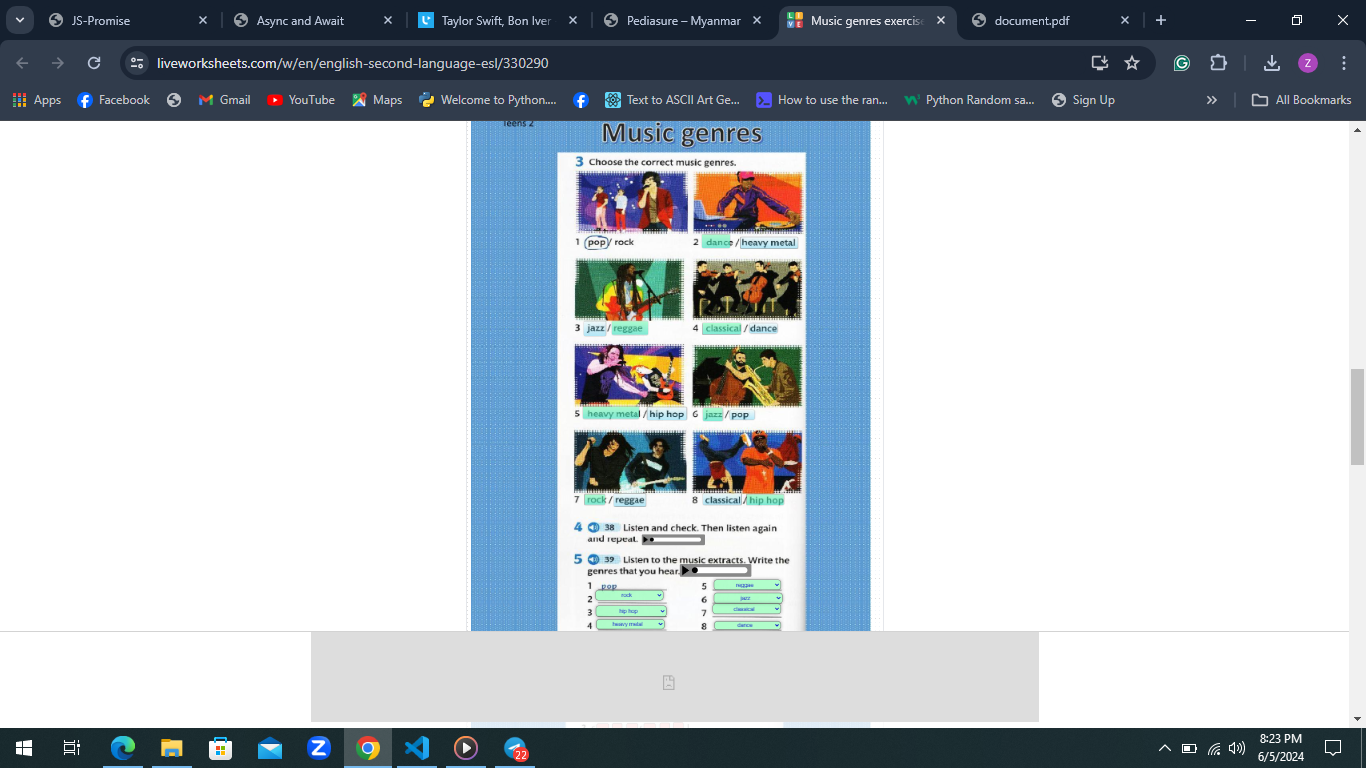 JS-Promise
Async and Await
Taylor Swift, Bon Iver
Pediasure – Myanmar
Music genres exercise
document.pdf
liveworksheets.com/w/en/english-second-language-esl/330290
Z
Apps
Facebook
Gmail
YouTube
Maps
Welcome to Python....
Text to ASCII Art Ge...
How to use the ran...
Python Random sa...
Sign Up
All Bookmarks
Teens 2
Music genres
3 Choose the correct music genres.
1 pop / rock
2 dance / heavy metal
3 jazz / reggae
4 classical / dance
5 heavy metal / hip hop
6 jazz / pop
7 rock / reggae
8 classical / hip hop
4 38 Listen and check. Then listen again
and repeat.
5 39 Listen to the music extracts. Write the
genres that you hear.
1 pop
2 rock
3 hip hop
4 heavy metal
5 reggae
6 jazz
7 classical
8 dance
22
8:23 PM
6/5/2024